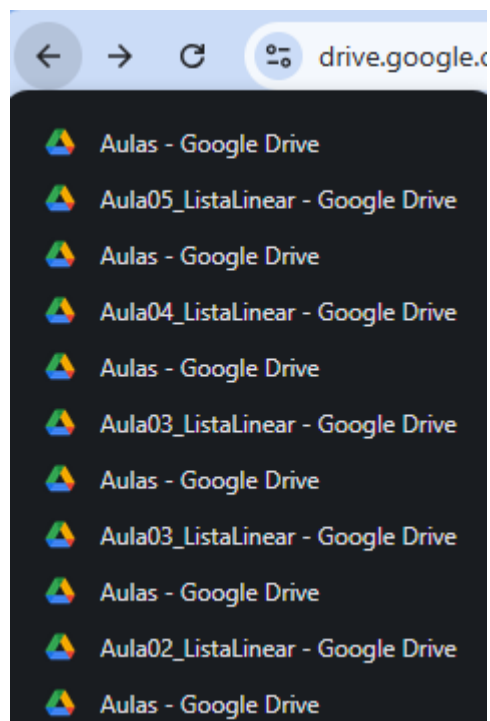 drive.google.c
Aulas - Google Drive
Aula05_ListaLinear - Google Drive
Aulas - Google Drive
Aula04_ListaLinear - Google Drive
Aulas - Google Drive
Aula03_ListaLinear - Google Drive
Aulas - Google Drive
Aula03_ListaLinear - Google Drive
Aulas - Google Drive
Aula02_ListaLinear - Google Drive
Aulas - Google Drive